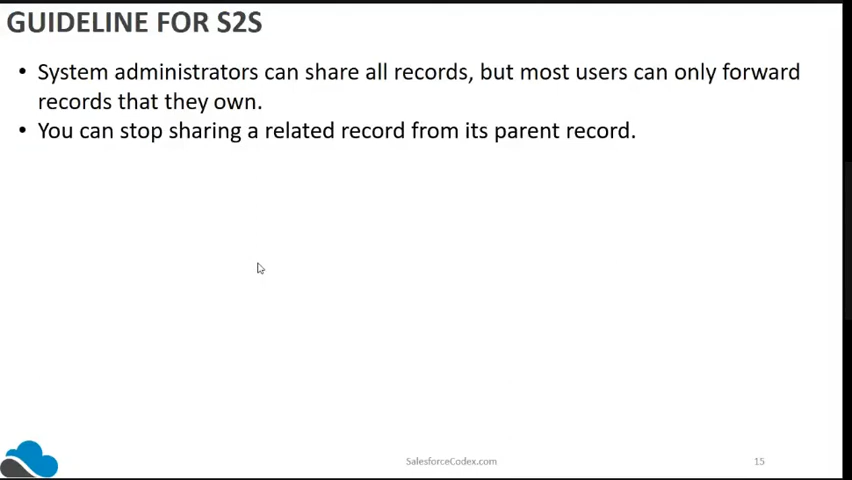 GUIDELINE FOR S2S
• System administrators can share all records, but most users can only forward
records that they own.
• You can stop sharing a related record from its parent record.
SalesforceCodex.com
15